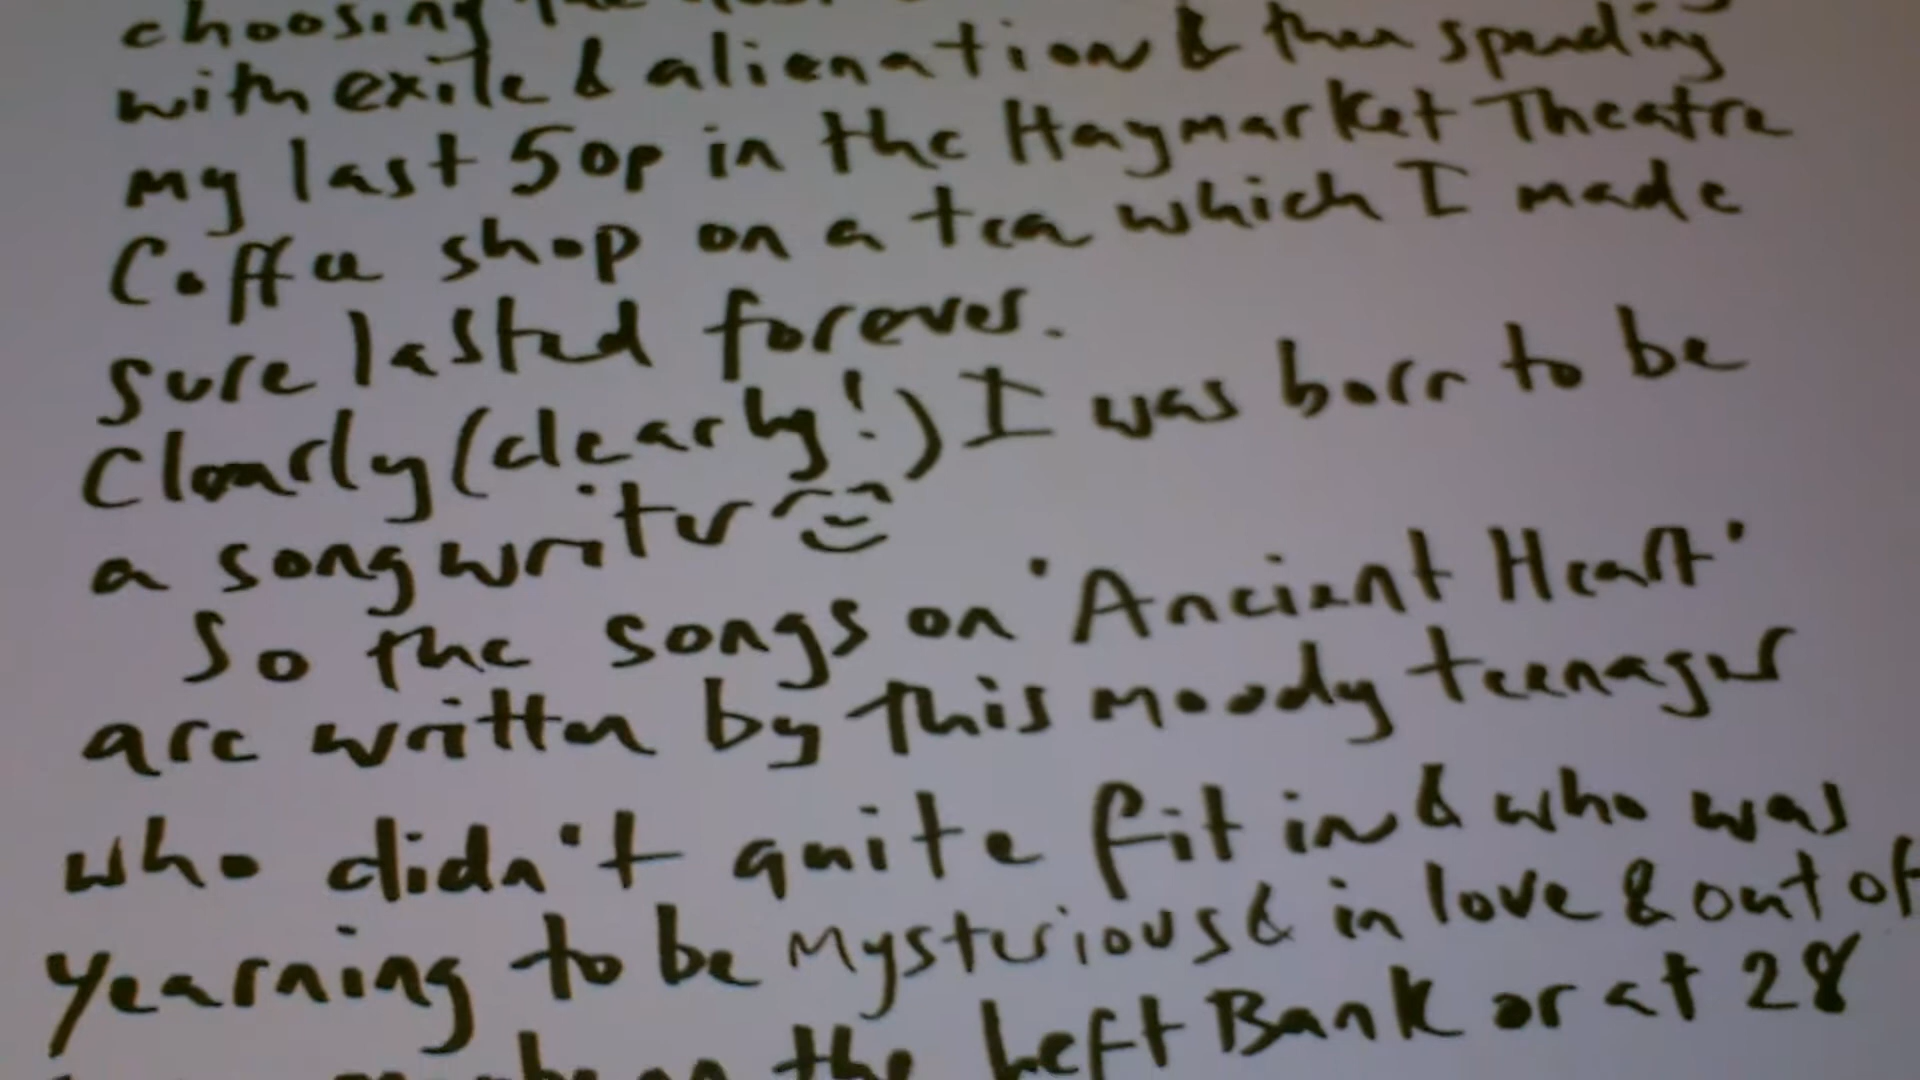 choosing the
with exile & alienation & then spending
my last 50p in the Haymarket Theatre
Coffee shop on a tea which I made
sure lasted forever.
Clearly (clearly!) I was born to be
a songwriter
So the songs on 'Ancient Heart'
are written by this moody teenager
who didn't quite fit in & who was
yearning to be mysterious & in love & out of
the Left Bank or at 28